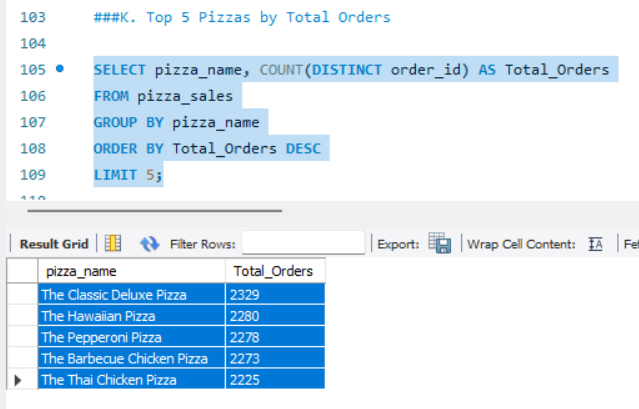 103 ###K. Top 5 Pizzas by Total Orders
104
105 SELECT pizza_name, COUNT(DISTINCT order_id) AS Total_Orders
106 FROM pizza_sales
107 GROUP BY pizza_name
108 ORDER BY Total_Orders DESC
109 LIMIT 5;
Result Grid Filter Rows: Export: Wrap Cell Content:
pizza_name Total_Orders
The Classic Deluxe Pizza 2329
The Hawaiian Pizza 2280
The Pepperoni Pizza 2278
The Barbecue Chicken Pizza 2273
The Thai Chicken Pizza 2225